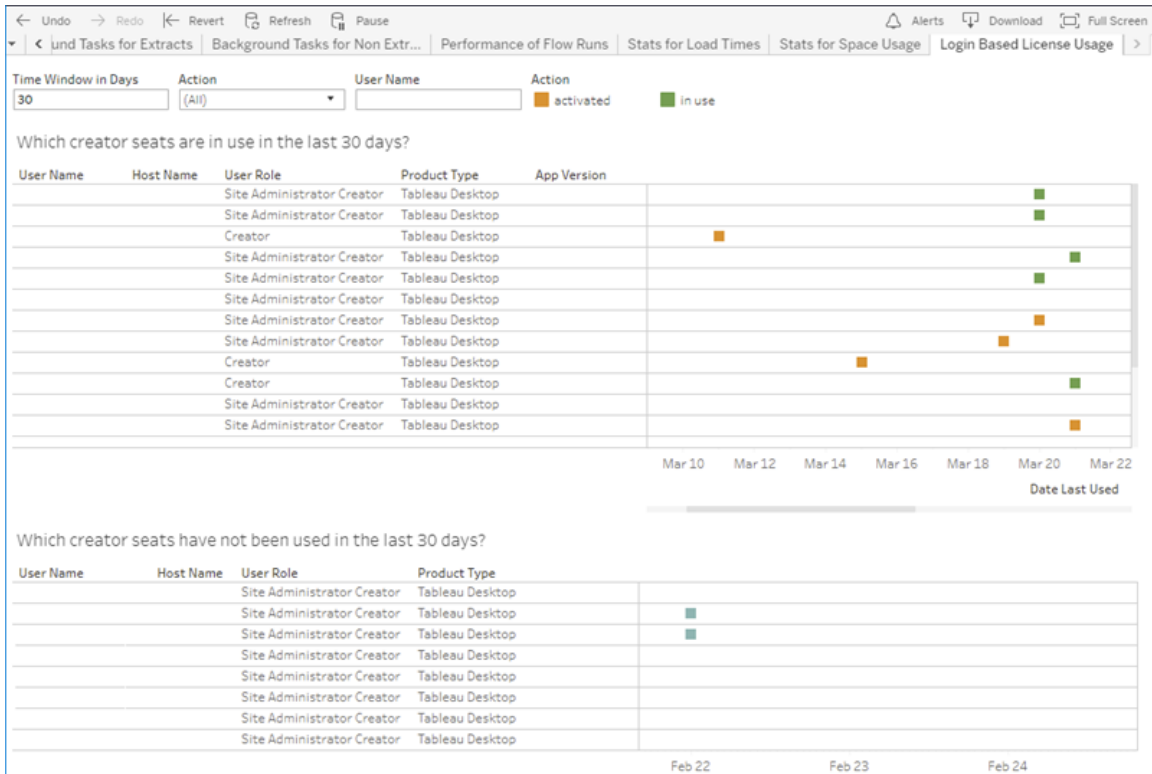 Undo Redo Revert Refresh Pause Alerts Download Full Screen
und Tasks for Extracts Background Tasks for Non Extr... Performance of Flow Runs Stats for Load Times Stats for Space Usage Login Based License Usage
Time Window in Days Action User Name Action
30 (All) activated in use
Which creator seats are in use in the last 30 days?
User Name Host Name User Role Product Type App Version
Site Administrator Creator Tableau Desktop
Site Administrator Creator Tableau Desktop
Creator Tableau Desktop
Site Administrator Creator Tableau Desktop
Site Administrator Creator Tableau Desktop
Site Administrator Creator Tableau Desktop
Site Administrator Creator Tableau Desktop
Site Administrator Creator Tableau Desktop
Creator Tableau Desktop
Creator Tableau Desktop
Site Administrator Creator Tableau Desktop
Site Administrator Creator Tableau Desktop
Mar 10 Mar 12 Mar 14 Mar 16 Mar 18 Mar 20 Mar 22
Date Last Used
Which creator seats have not been used in the last 30 days?
User Name Host Name User Role Product Type
Site Administrator Creator Tableau Desktop
Site Administrator Creator Tableau Desktop
Site Administrator Creator Tableau Desktop
Site Administrator Creator Tableau Desktop
Site Administrator Creator Tableau Desktop
Site Administrator Creator Tableau Desktop
Site Administrator Creator Tableau Desktop
Site Administrator Creator Tableau Desktop
Feb 22 Feb 23 Feb 24